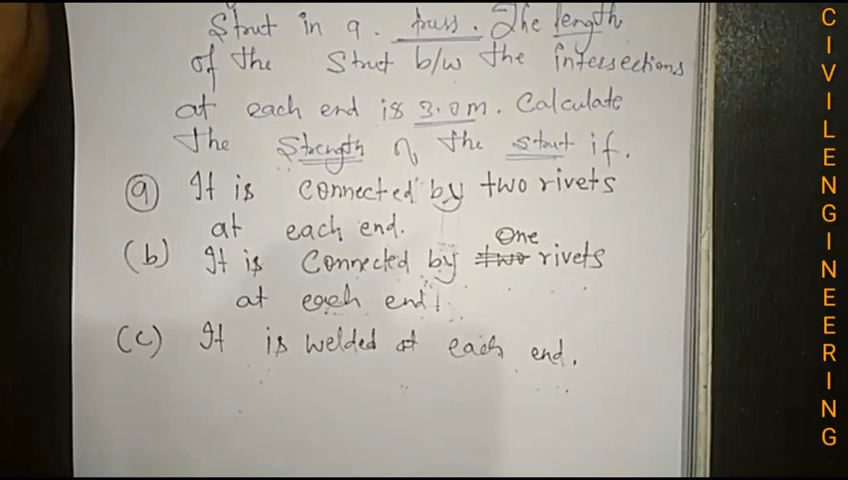 Strut in a. truss. The length
of the Strut b/w the intersections
at each end is 3.0m. Calculate
the Strength of the strut if.
(a) It is Connected by two rivets
at each end.
(b) It is Connected by two One rivets
at each end.
(c) It is welded at each end.
CIVILENGINEERING